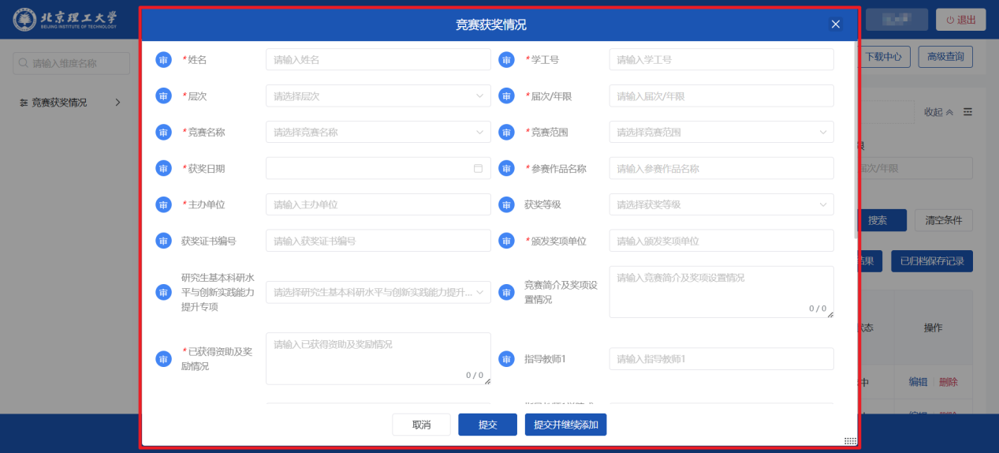 北京理工大学
BEIJING INSTITUTE OF TECHNOLOGY
竞赛获奖情况
退出
请输入维度名称
竞赛获奖情况
下载中心
高级查询
收起
届次/年限
搜索
清空条件
结果
已归档保存记录
状态
操作
中
编辑
删除
审 *姓名 请输入姓名
审 *学工号 请输入学工号
审 *层次 请选择层次
审 *届次/年限 请输入届次/年限
审 *竞赛名称 请选择竞赛名称
审 *竞赛范围 请选择竞赛范围
审 *获奖日期
审 *参赛作品名称 请输入参赛作品名称
审 *主办单位 请输入主办单位
审 获奖等级 请选择获奖等级
审 获奖证书编号 请输入获奖证书编号
审 *颁发奖项单位 请输入颁发奖项单位
研究生基本科研水
审 平与创新实践能力 请选择研究生基本科研水平与创新实践能力提升...
提升专项
审 竞赛简介及奖项设 请输入竞赛简介及奖项设置情况
置情况
0 / 0
审 *已获得资助及奖 请输入已获得资助及奖励情况
励情况
0 / 0
审 指导教师1 请输入指导教师1
取消
提交
提交并继续添加